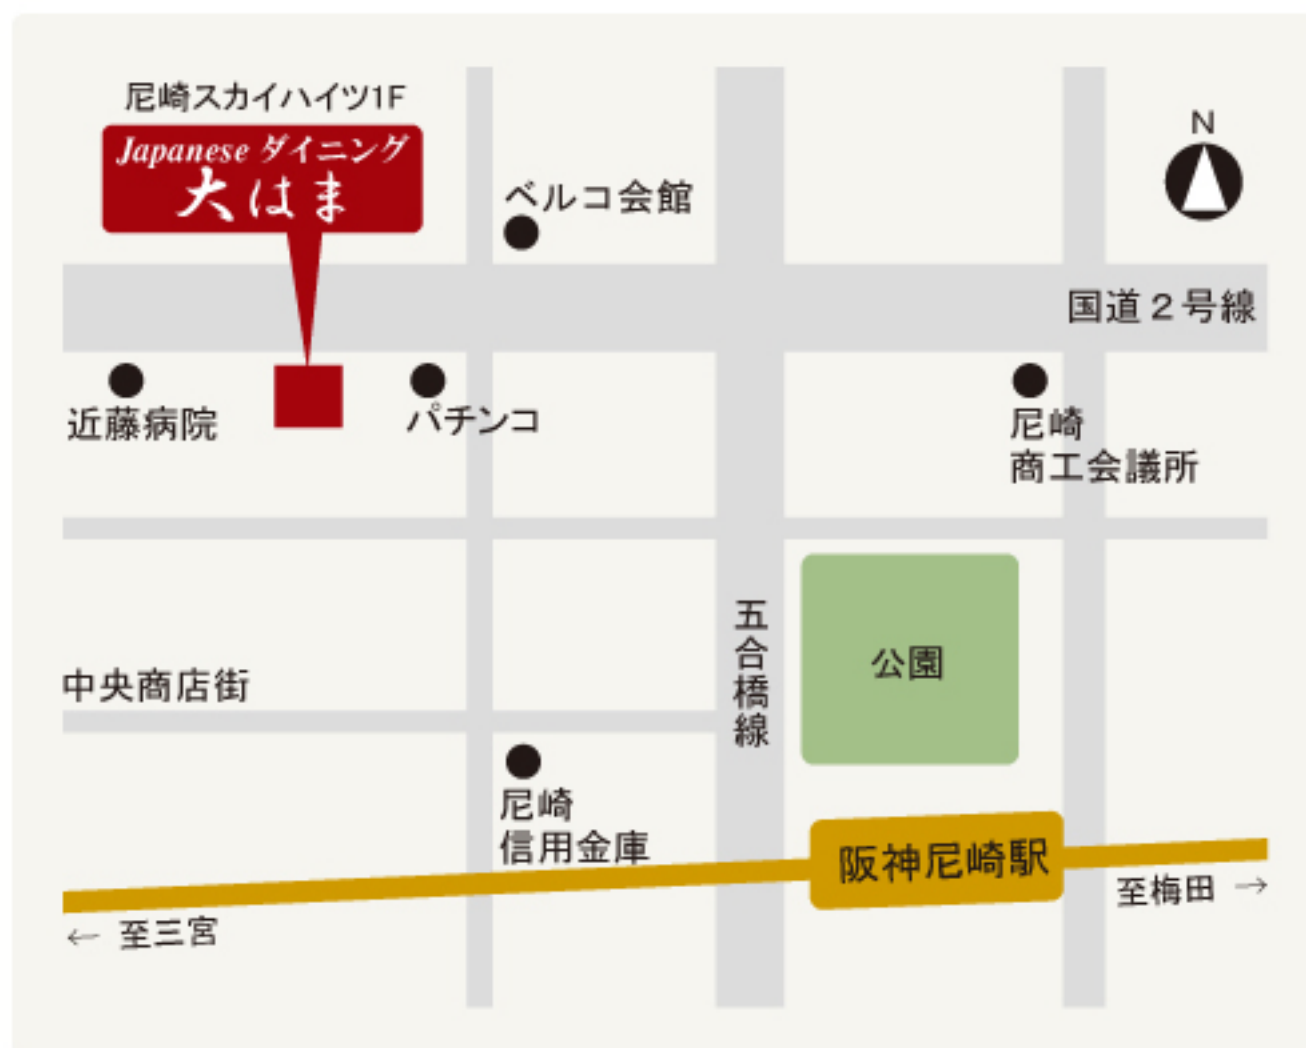 尼崎スカイハイツ1F
Japanese ダイニング
大はま
N
ベルコ会館
国道２号線
近藤病院
パチンコ
尼崎
商工会議所
五合橋線
公園
中央商店街
尼崎
信用金庫
阪神尼崎駅
← 至三宮
至梅田 →